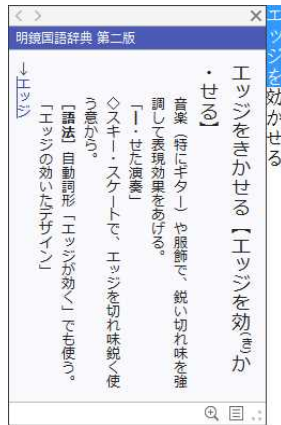 明鏡国語辞典 第二版
エッジを効かせる
エッジをきかせる【エッジを効(き)か
・せる】
音楽（特にギター）や服飾で、鋭い切れ味を強
調して表現効果をあげる。
「ー・せた演奏」
◇スキー・スケートで、エッジを切れ味鋭く使
う意から。
［語法］自動詞形「エッジが効く」でも使う。
「エッジの効いたデザイン」
→エッジ